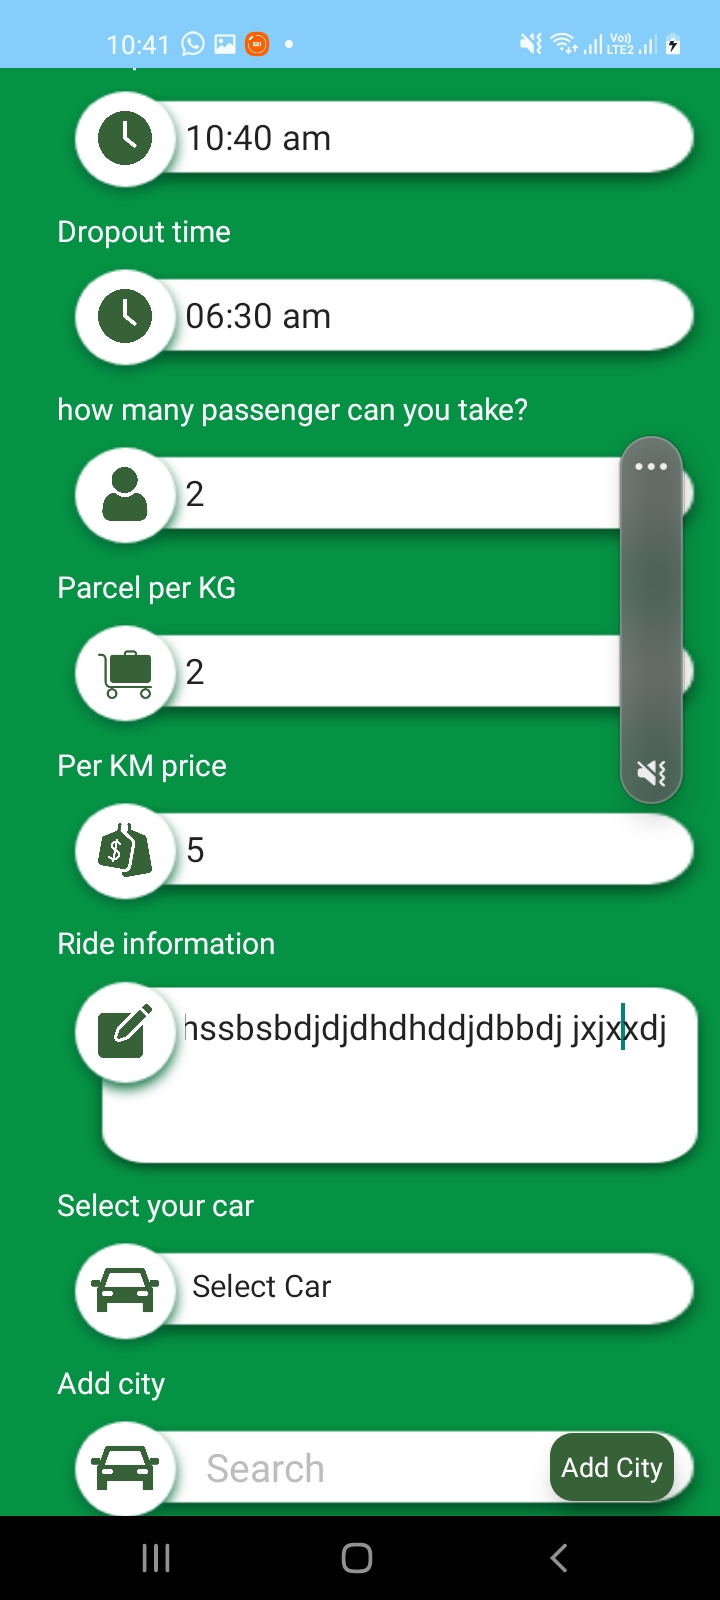 10:41
Vo))
LTE2
10:40 am
Dropout time
06:30 am
how many passenger can you take?
2
Parcel per KG
2
Per KM price
$
5
Ride information
hssbsbdjdjdhdhddjdbbdj jxjxxdj
Select your car
Select Car
Add city
Search
Add City